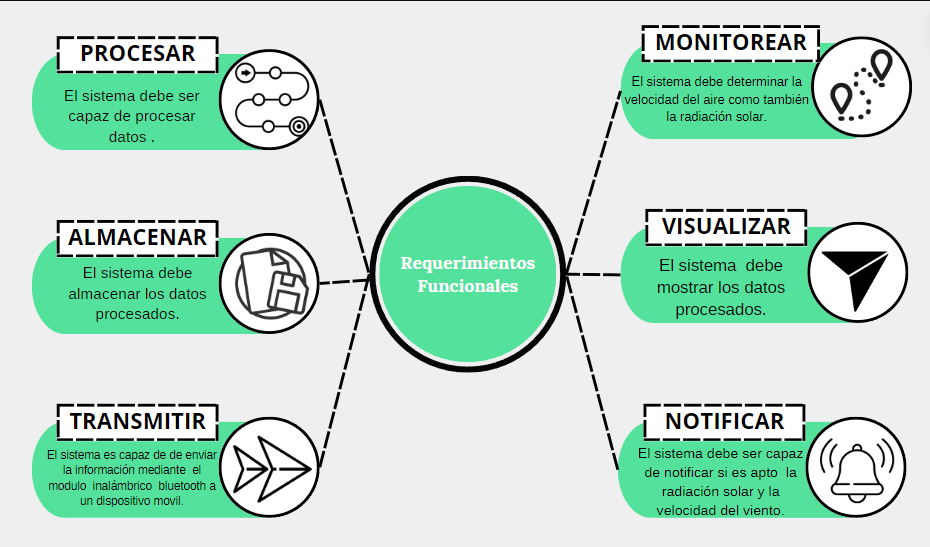 PROCESAR
El sistema debe ser
capaz de procesar
datos .
ALMACENAR
El sistema debe
almacenar los datos
procesados.
TRANSMITIR
El sistema es capaz de de enviar
la información mediante el
modulo inalámbrico bluetooth a
un dispositivo movil.
Requerimientos
Funcionales
MONITOREAR
El sistema debe determinar la
velocidad del aire como también
la radiación solar.
VISUALIZAR
El sistema debe
mostrar los datos
procesados.
NOTIFICAR
El sistema debe ser capaz
de notificar si es apto la
radiación solar y la
velocidad del viento.